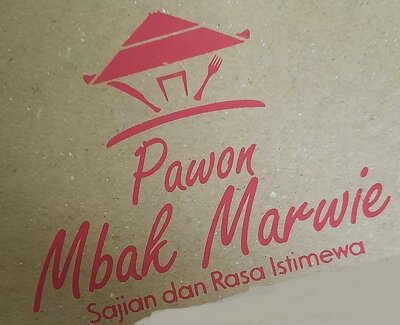 Pawon
Mbak Marwie
Sajian dan Rasa Istimewa